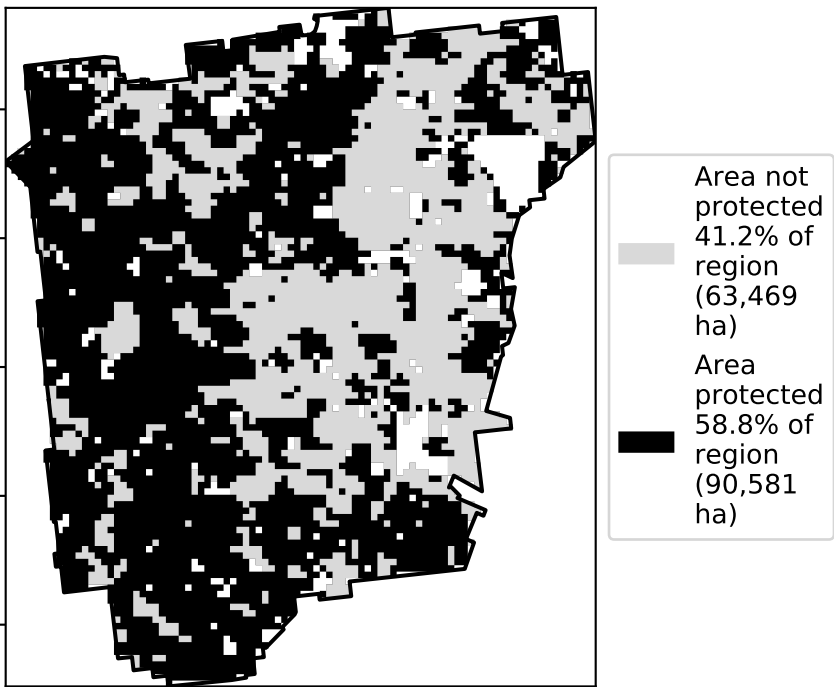 Area not
protected
41.2% of
region
(63,469
ha)
Area
protected
58.8% of
region
(90,581
ha)